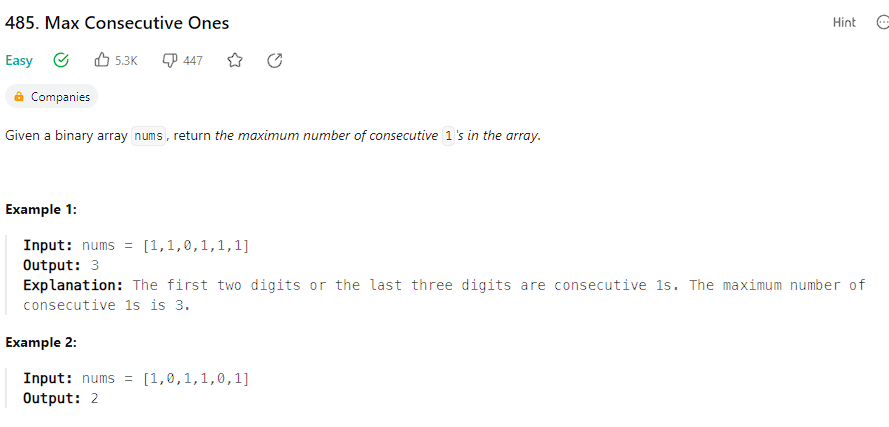 485. Max Consecutive Ones
Hint
Easy 5.3K 447
Companies
Given a binary array nums, return the maximum number of consecutive 1's in the array.
Example 1:
Input: nums = [1,1,0,1,1,1]
Output: 3
Explanation: The first two digits or the last three digits are consecutive 1s. The maximum number of
consecutive 1s is 3.
Example 2:
Input: nums = [1,0,1,1,0,1]
Output: 2